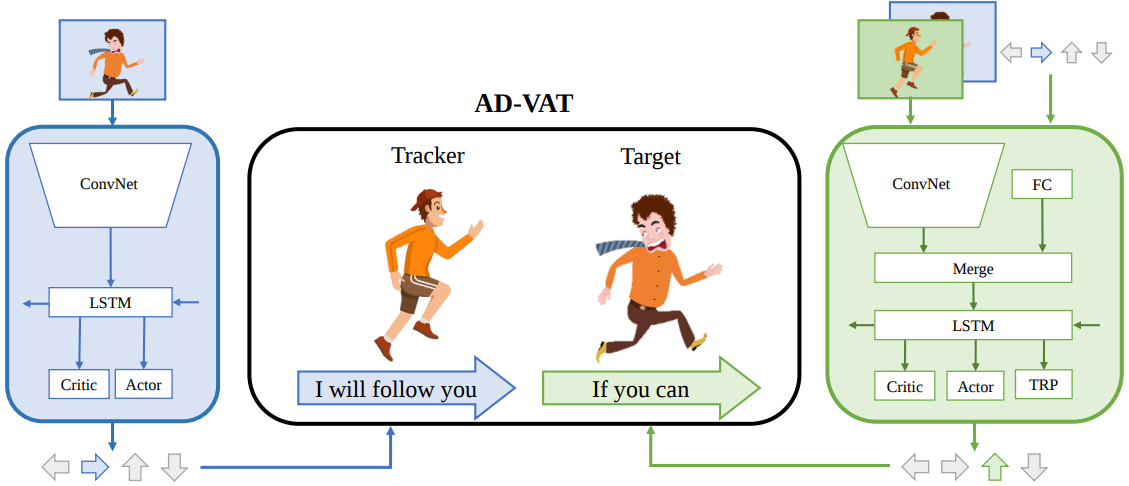 AD-VAT
Tracker
Target
I will follow you
If you can
ConvNet
LSTM
Critic
Actor
ConvNet
FC
Merge
LSTM
Critic
Actor
TRP